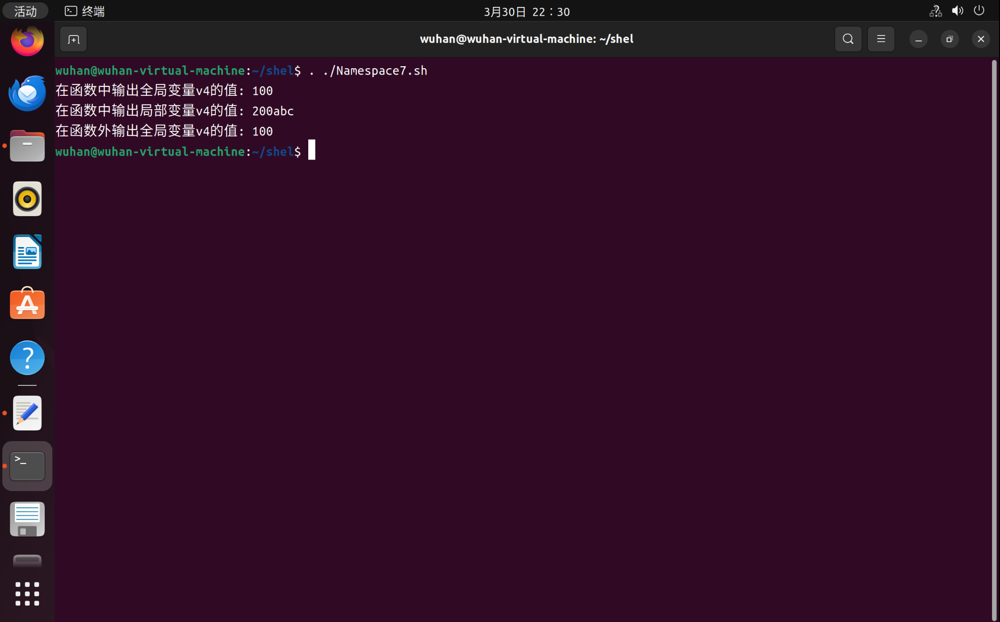 活动 终端 3月30日 22：30
wuhan@wuhan-virtual-machine: ~/shel
wuhan@wuhan-virtual-machine:~/shel$ . ./Namespace7.sh
在函数中输出全局变量v4的值: 100
在函数中输出局部变量v4的值: 200abc
在函数外输出全局变量v4的值: 100
wuhan@wuhan-virtual-machine:~/shel$